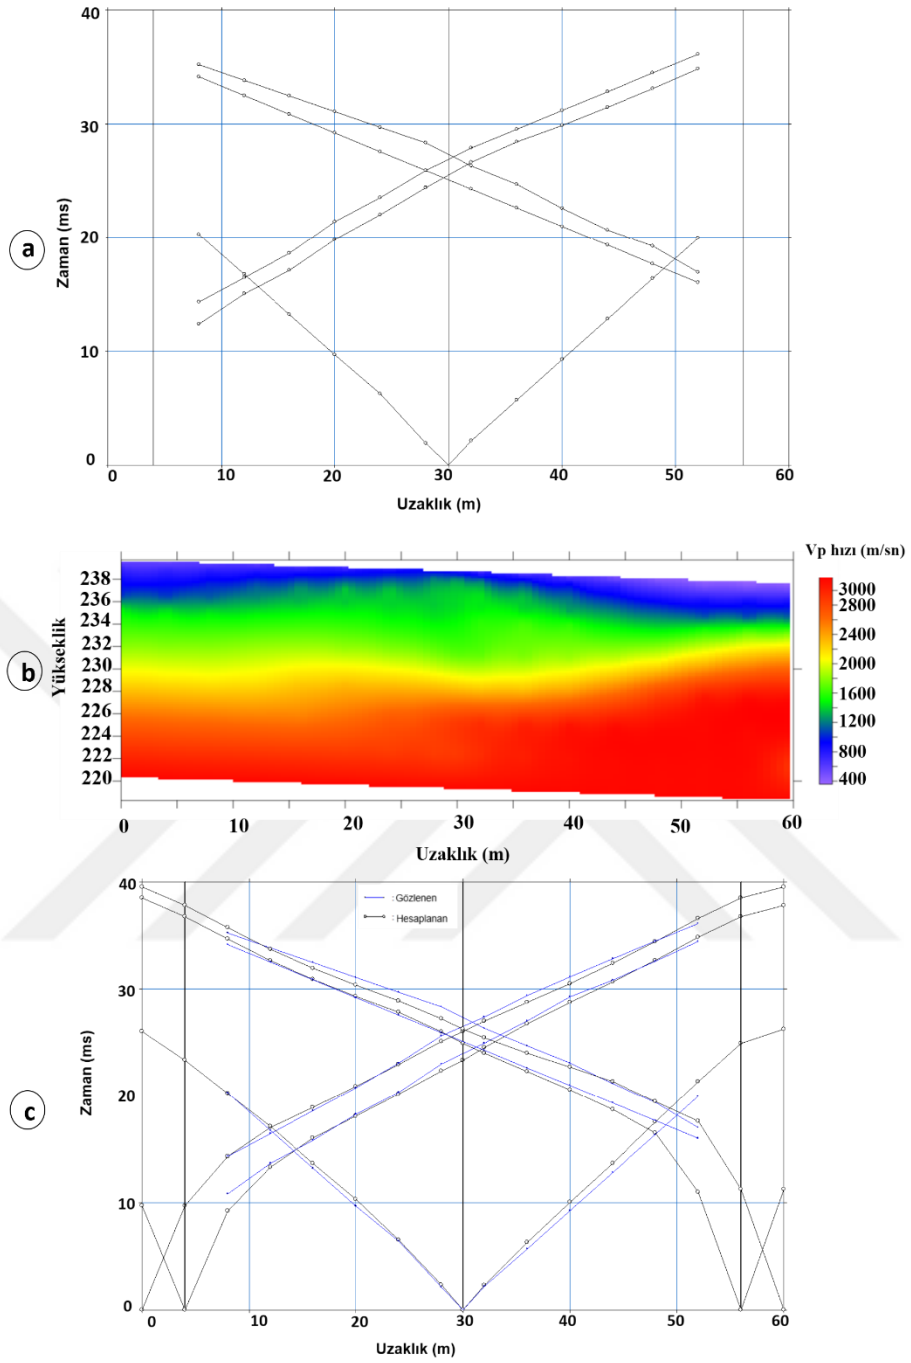 40
30
20
10
0
Zaman (ms)
a
0 10 20 30 40 50 60
Uzaklık (m)
Vp hızı (m/sn)
238
236
234
232
230
228
226
224
222
220
Yükseklik
b
3000
2800
2400
2000
1600
1200
800
400
0 10 20 30 40 50 60
Uzaklık (m)
40
30
20
10
0
Zaman (ms)
c
: Gözlenen
: Hesaplanan
0 10 20 30 40 50 60
Uzaklık (m)